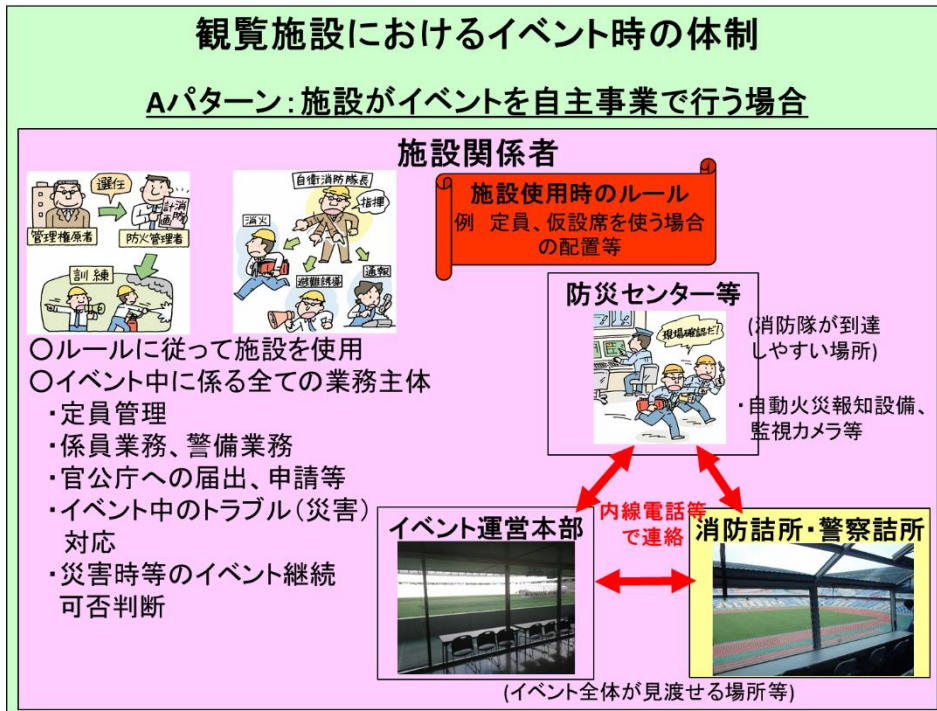 観覧施設におけるイベント時の体制
Aパターン：施設がイベントを自主事業で行う場合
施設関係者
選任
消防計画
管理権原者
防火管理者
訓練
自衛消防隊長
指揮
消火
避難誘導
通報
施設使用時のルール
例　定員、仮設席を使う場合
の配置等
○ルールに従って施設を使用
○イベント中に係る全ての業務主体
・定員管理
・係員業務、警備業務
・官公庁への届出、申請等
・イベント中のトラブル（災害）
対応
・災害時等のイベント継続
可否判断
防災センター等
現場確認だ！
(消防隊が到達
しやすい場所)
・自動火災報知設備、
監視カメラ等
内線電話等
で連絡
イベント運営本部
消防詰所・警察詰所
(イベント全体が見渡せる場所等)